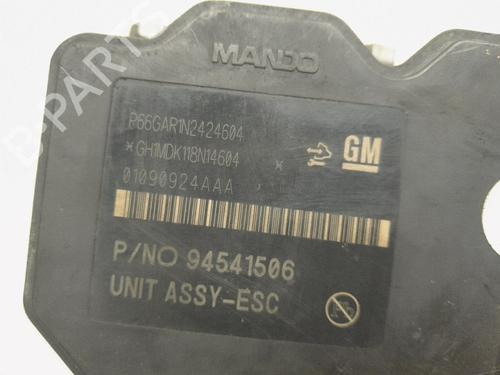 MANDO
P66GAR1N2424604
*GH1MDK118N14604 *
GM
01090924AAA
P/NO 94541506
UNIT ASSY-ESC
B-PARTS